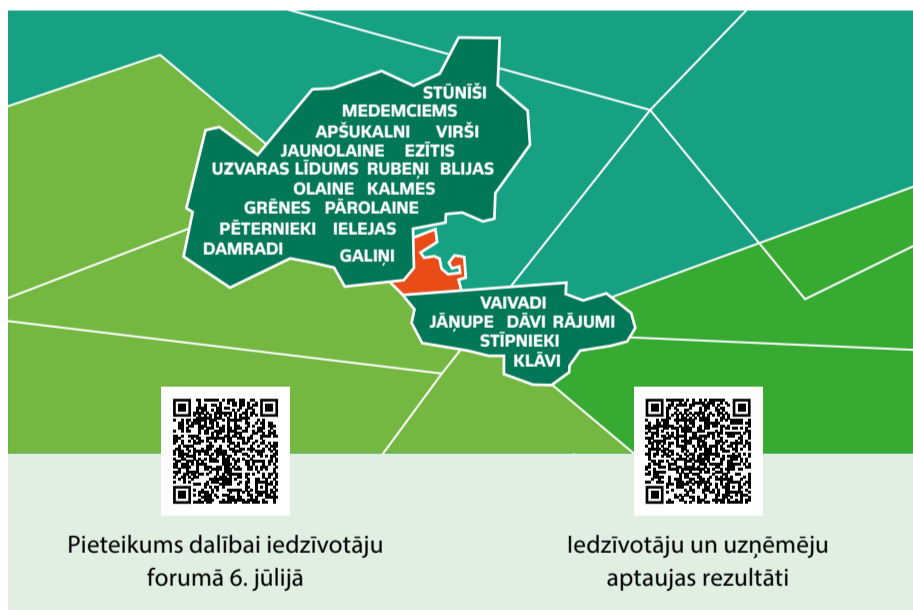 STŪNĪŠI
MEDEMCIEMS
APŠUKALNI VIRŠI
JAUNOLAINE EZĪTIS
UZVARAS LĪDUMS RUBEŅI BLIJAS
OLAINE KALMES
GRĒNES PĀROLAINE
PĒTERNIEKI IELEJAS
DAMRADI GALIŅI
VAIVADI
JĀŅUPE DĀVI RĀJUMI
STĪPNIEKI
KLĀVI
Pieteikums dalībai iedzīvotāju
forumā 6. jūlijā
Iedzīvotāju un uzņēmēju
aptaujas rezultāti